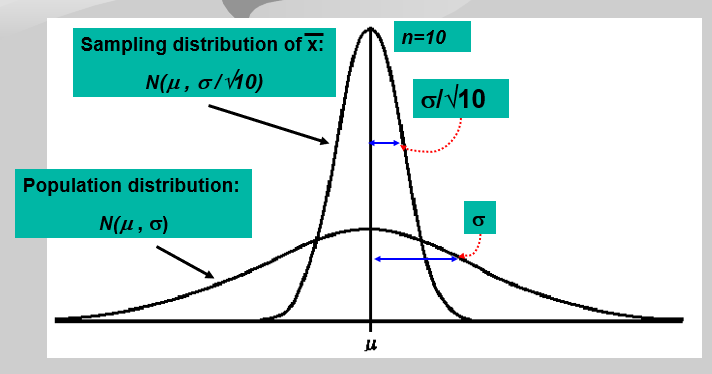 Sampling distribution of x̅:
N(μ , σ/√10)
n=10
σ/√10
Population distribution:
N(μ , σ)
σ
μ